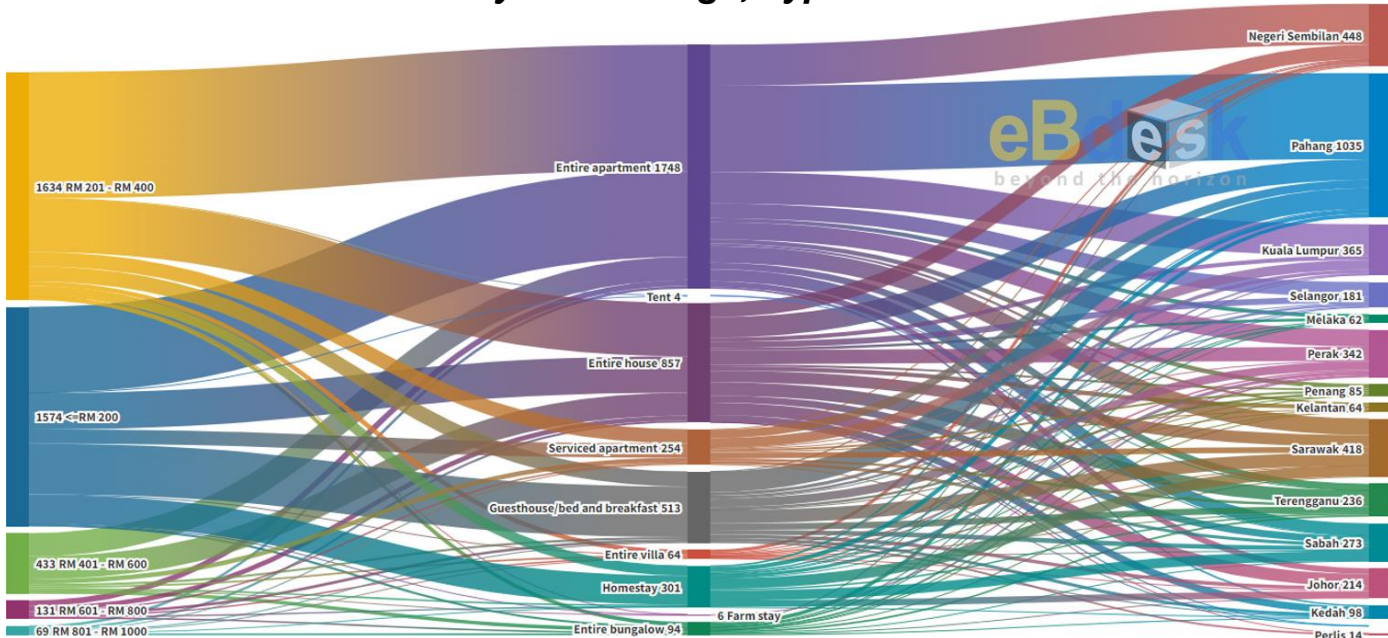 Negeri Sembilan 448
Pahang 1035
eBdesk
beyond the horizon
Entire apartment 1748
1634 RM 201 - RM 400
Kuala Lumpur 365
Selangor 181
Tent 4
Melaka 62
Perak 342
Entire house 857
Penang 85
Kelantan 64
1574 <=RM 200
Serviced apartment 254
Sarawak 418
Guesthouse/bed and breakfast 513
Terengganu 236
Sabah 273
Entire villa 64
433 RM 401 - RM 600
Homestay 301
Johor 214
131 RM 601 - RM 800
Kedah 98
6 Farm stay
69 RM 801 - RM 1000
Entire bungalow 94
Perlis 14